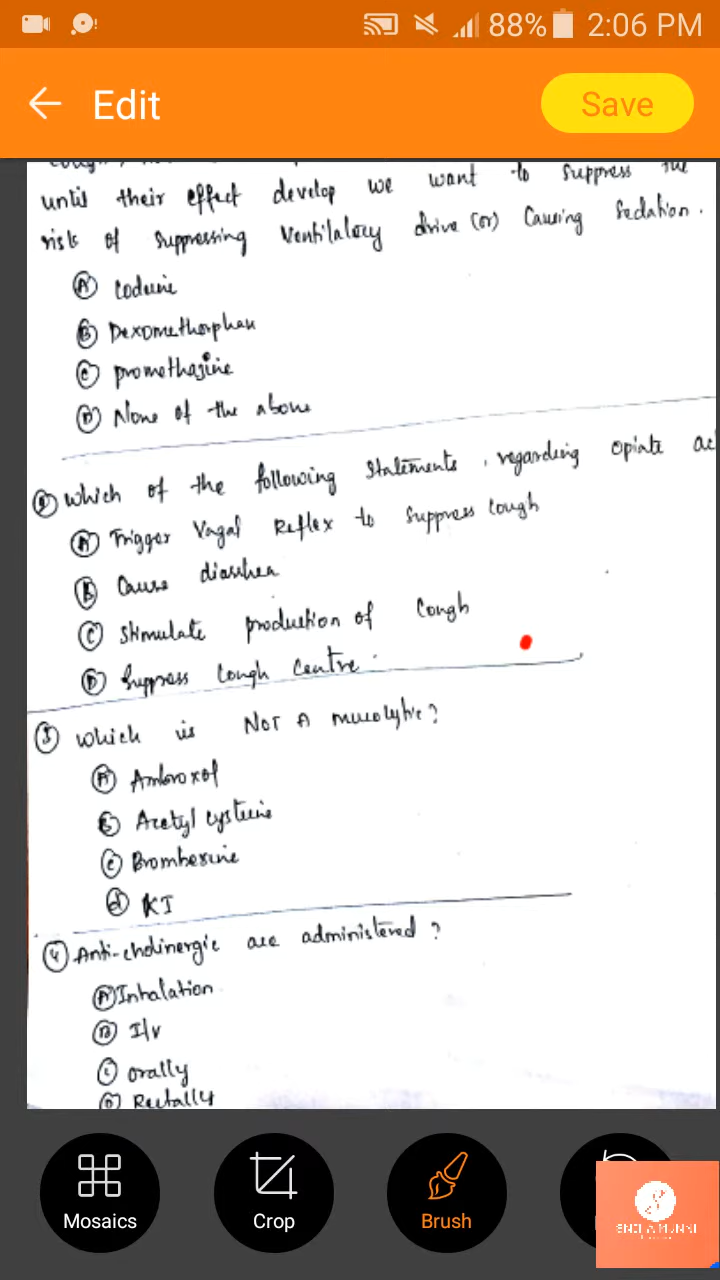 88% 2:06 PM
Edit
Save
until their effect develop we want to suppress the
risk of suppressing Ventilatory drive (or) Causing Sedation.
(A) Codeine
(B) Dexomethorphan
(C) promethazine
(D) None of the above
(2) Which of the following Statements, regarding opiate ac
(A) Trigger Vagal Reflex to suppress Cough
(B) Cause diarrhea
(C) Stimulate production of Cough
(D) Suppress Cough Centre.
(3) Which is NOT A mucolytic?
(A) Ambroxol
(B) Acetyl cysteine
(C) Bromhexine
(d) KI
(4) Anti-cholinergic are administered?
(A) Inhalation
(B) I/v
(C) orally
(D) Rectally
Mosaics
Crop
Brush